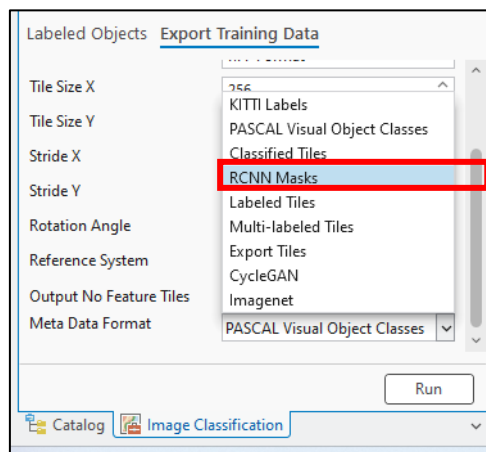 Labeled Objects Export Training Data
Tile Size X
256
Tile Size Y
Stride X
Stride Y
Rotation Angle
Reference System
Output No Feature Tiles
Meta Data Format
KITTI Labels
PASCAL Visual Object Classes
Classified Tiles
RCNN Masks
Labeled Tiles
Multi-labeled Tiles
Export Tiles
CycleGAN
Imagenet
PASCAL Visual Object Classes
Run
Catalog Image Classification